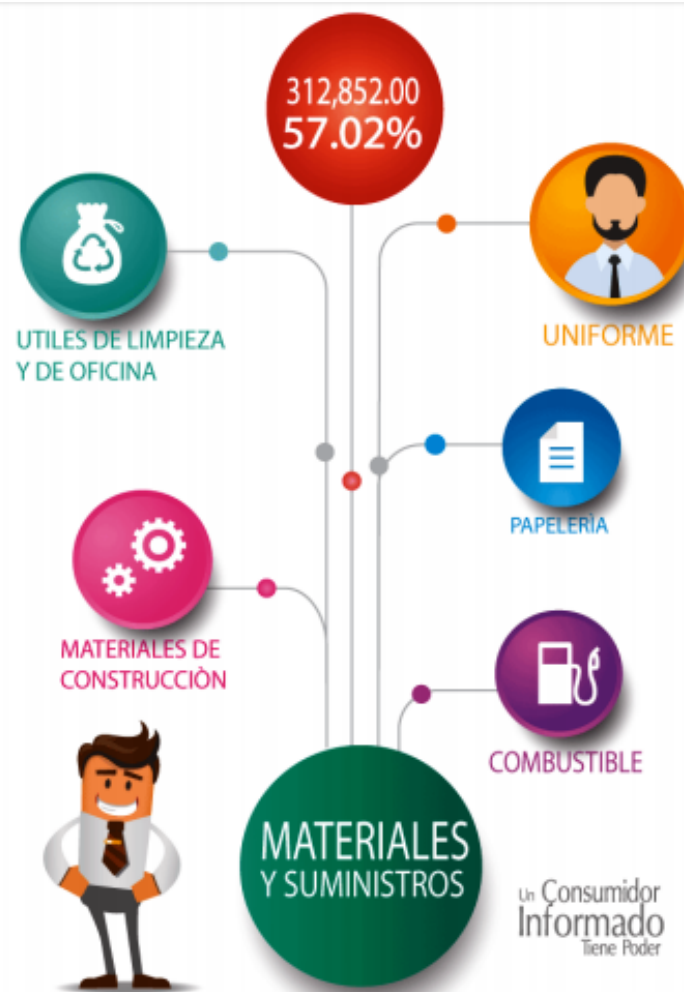 312,852.00
57.02%
UTILES DE LIMPIEZA
Y DE OFICINA
UNIFORME
PAPELERÌA
MATERIALES DE
CONSTRUCCIÒN
COMBUSTIBLE
MATERIALES
Y SUMINISTROS
Un Consumidor
Informado
Tiene Poder